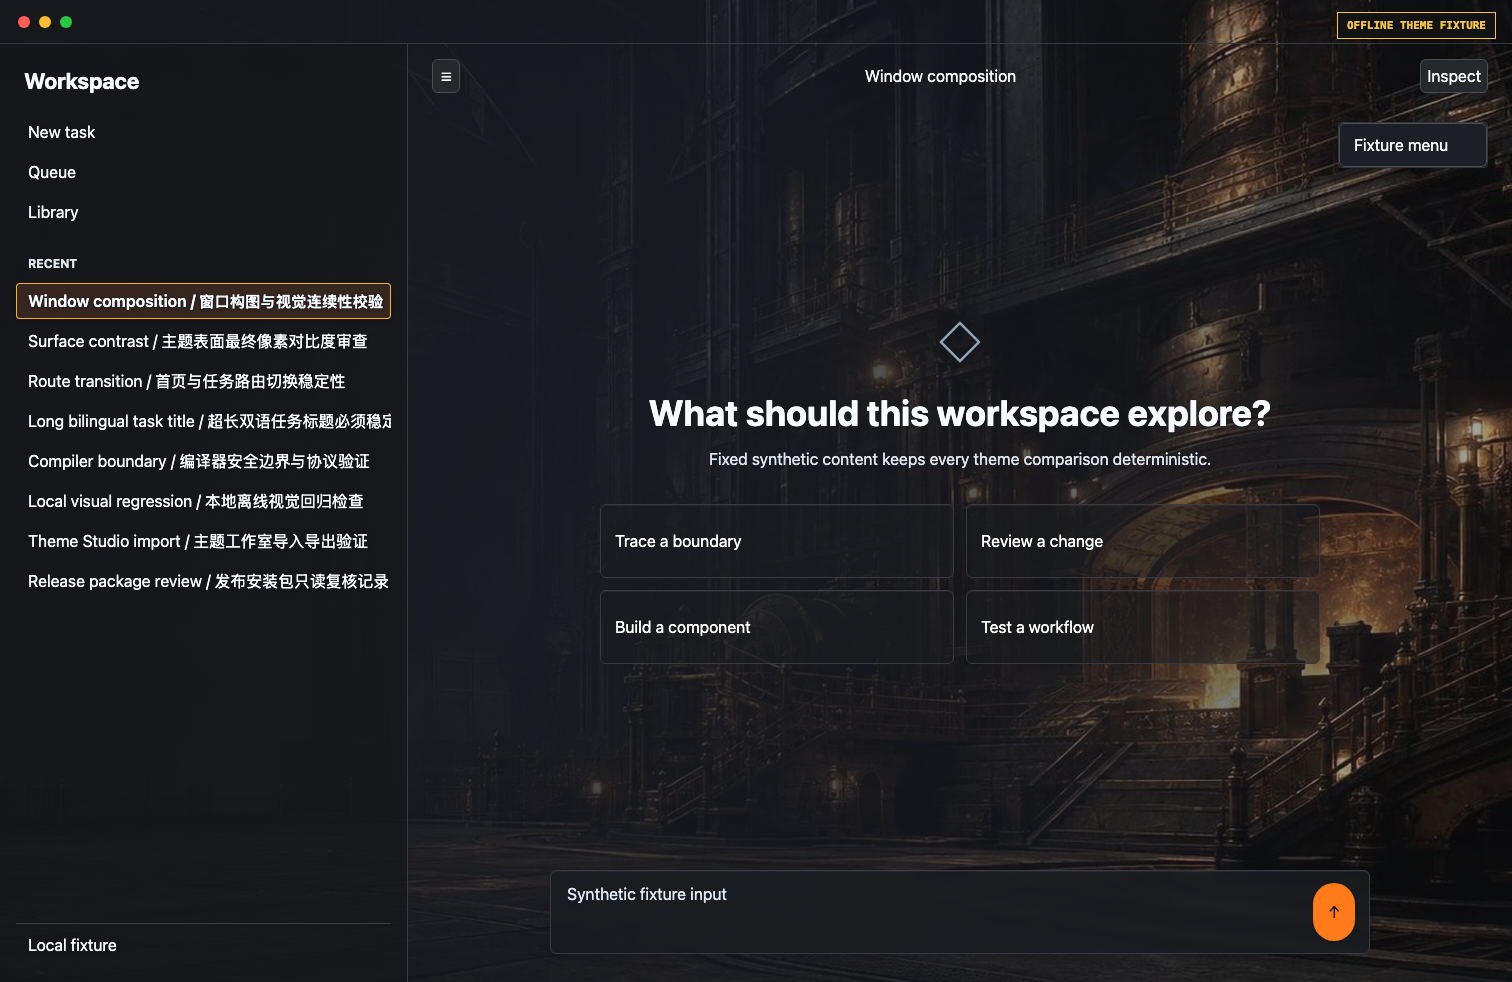 OFFLINE THEME FIXTURE
Workspace
New task
Queue
Library
RECENT
Window composition / 窗口构图与视觉连续性校验
Surface contrast / 主题表面最终像素对比度审查
Route transition / 首页与任务路由切换稳定性
Long bilingual task title / 超长双语任务标题必须稳定
Compiler boundary / 编译器安全边界与协议验证
Local visual regression / 本地离线视觉回归检查
Theme Studio import / 主题工作室导入导出验证
Release package review / 发布安装包只读复核记录
Local fixture
Window composition
Inspect
Fixture menu
What should this workspace explore?
Fixed synthetic content keeps every theme comparison deterministic.
Trace a boundary
Review a change
Build a component
Test a workflow
Synthetic fixture input